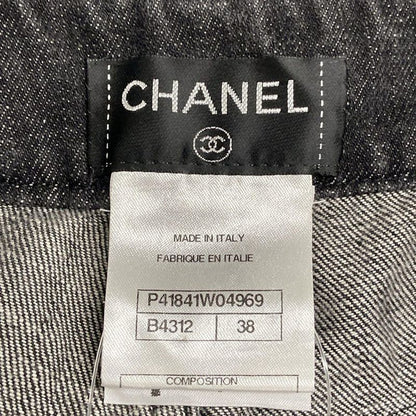 CHANEL
MADE IN ITALY
FABRIQUE EN ITALIE
P41841W04969
B4312 38
COMPOSITION